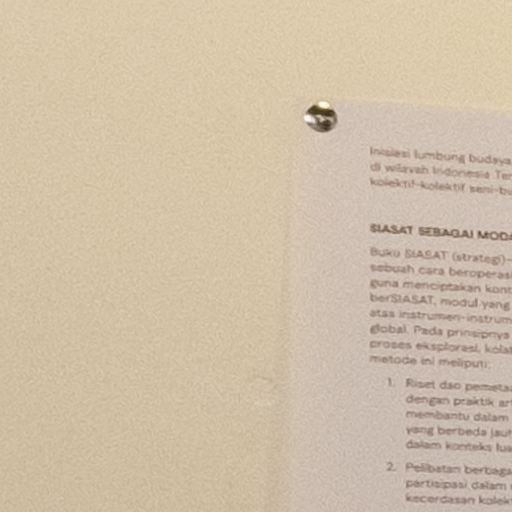 Inisiasi lumbung budaya
di wilayah Indonesia
kolektif-kolektif seni-bu
SIASAT SEBAGAI MODA
Buku SIASAT (strategi)–
sebuah cara beroperasi
guna menciptakan kont
berSIASAT, modul yang
atas instrumen-instrum
global. Pada prinsipnya
proses eksplorasi, kola
metode ini meliputi:
1. Riset dan pemeta
dengan praktik ar
membantu dalam
yang berbeda jauh
dalam konteks lua
2. Pelibatan berbaga
partisipasi dalam
kecerdasan kolek